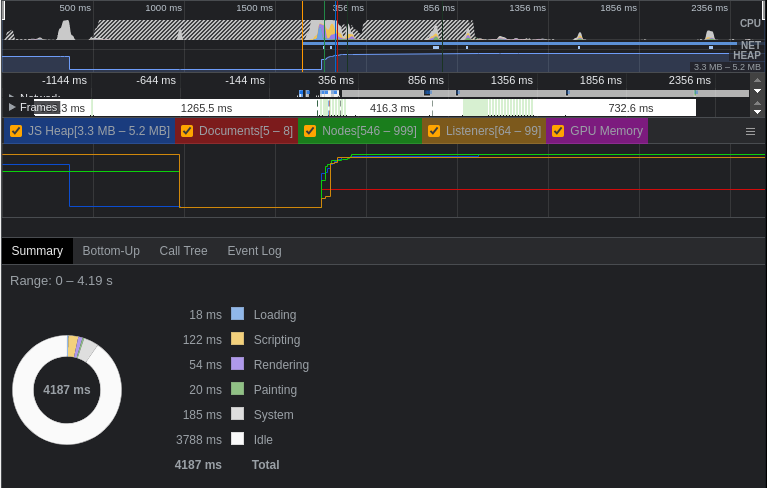 500 ms 1000 ms 1500 ms 356 ms 856 ms 1356 ms 1856 ms 2356 ms
CPU
NET
HEAP
3.3 MB – 5.2 MB
-1144 ms -644 ms -144 ms 356 ms 856 ms 1356 ms 1856 ms 2356 ms
Network
Frames 3 ms 1265.5 ms 416.3 ms 732.6 ms
JS Heap[3.3 MB – 5.2 MB] Documents[5 – 8] Nodes[546 – 999] Listeners[64 – 99] GPU Memory
Summary Bottom-Up Call Tree Event Log
Range: 0 – 4.19 s
18 ms Loading
122 ms Scripting
54 ms Rendering
4187 ms 20 ms Painting
185 ms System
3788 ms Idle
4187 ms Total